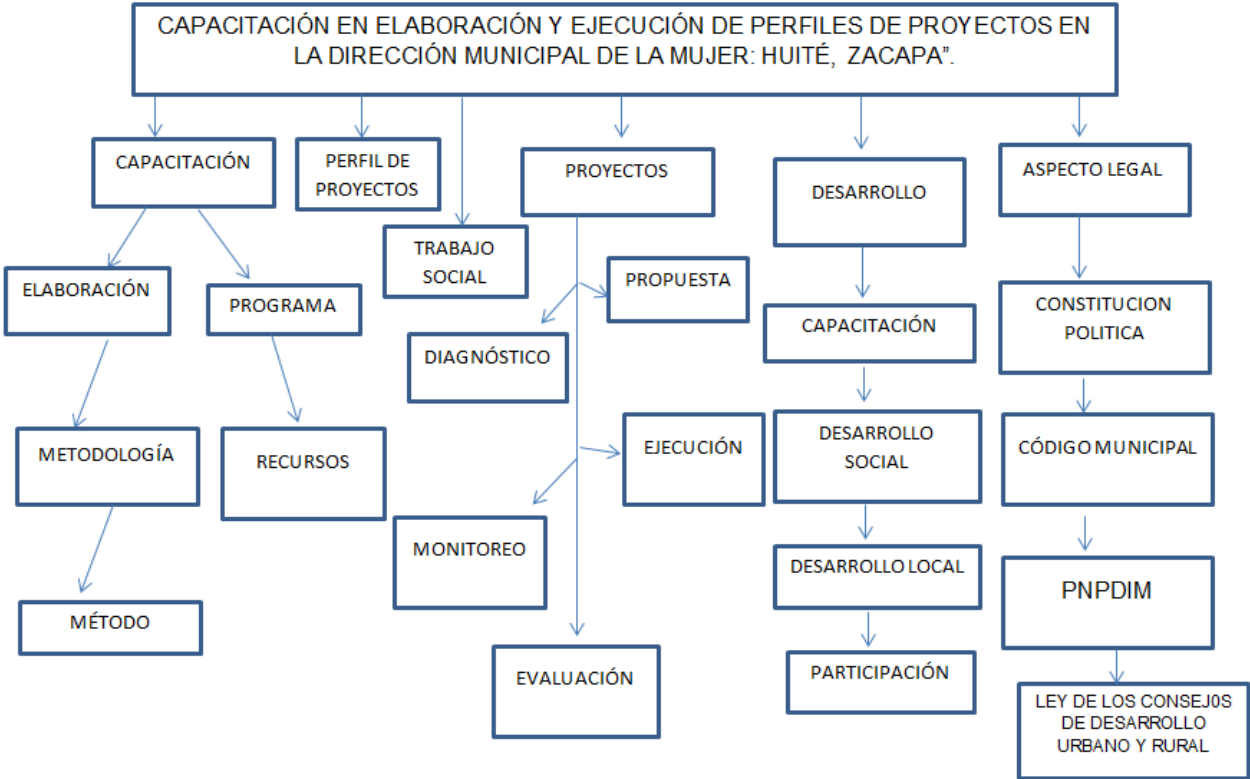 CAPACITACIÓN EN ELABORACIÓN Y EJECUCIÓN DE PERFILES DE PROYECTOS EN
LA DIRECCIÓN MUNICIPAL DE LA MUJER: HUITÉ, ZACAPA”.
CAPACITACIÓN
PERFIL DE
PROYECTOS
TRABAJO
SOCIAL
PROYECTOS
DESARROLLO
ASPECTO LEGAL
ELABORACIÓN
PROGRAMA
PROPUESTA
DIAGNÓSTICO
CAPACITACIÓN
CONSTITUCION
POLITICA
METODOLOGÍA
RECURSOS
EJECUCIÓN
MONITOREO
DESARROLLO
SOCIAL
CÓDIGO MUNICIPAL
MÉTODO
EVALUACIÓN
DESARROLLO LOCAL
PNPDIM
PARTICIPACIÓN
LEY DE LOS CONSEJ0S
DE DESARROLLO
URBANO Y RURAL